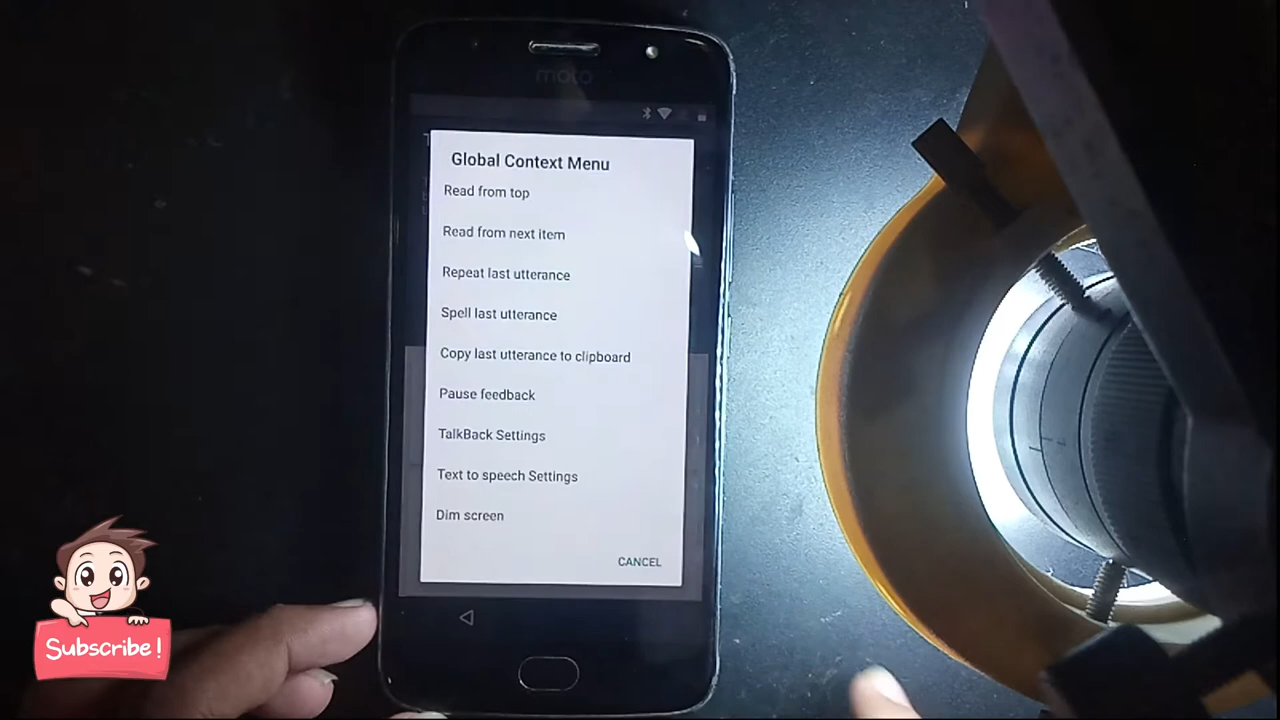 moto
Global Context Menu
Read from top
Read from next item
Repeat last utterance
Spell last utterance
Copy last utterance to clipboard
Pause feedback
TalkBack Settings
Text to speech Settings
Dim screen
CANCEL
Subscribe!